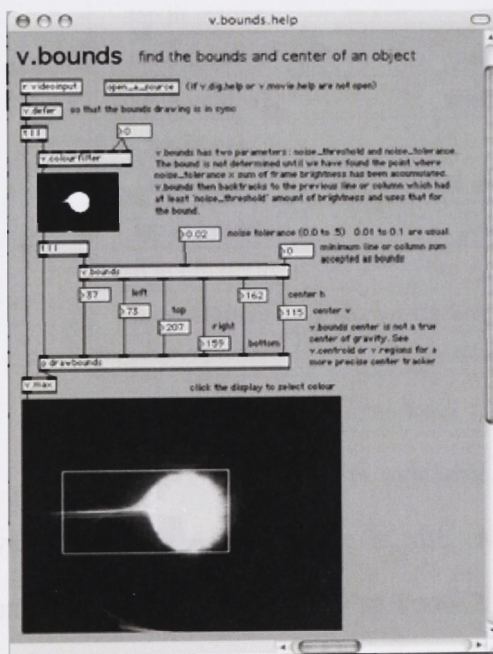 v.bounds.help
v.bounds find the bounds and center of an object
r videoinput open_a_source (if v.dig.help or v.movie.help are not open)
v.defer so that the bounds drawing is in sync
t l l
0
v.colourfilter
v.bounds has two parameters: noise_threshold and noise_tolerance.
The bound is not determined until we have found the point where
noise_tolerance x sum of frame brightness has been accumulated.
v.bounds then backtracks to the previous line or column which had
at least 'noise_threshold' amount of brightness and uses that for
the bound.
0.02 noise tolerance (0.0 to .5) 0.01 to 0.1 are usual
t l l
0 minimum line or column sum
accepted as bounds
v.bounds
37 left 162 center h
73 top 115 center v
207 right
159 bottom
v.bounds center is not a true
center of gravity. See
v.centroid or v.regions for a
more precise center tracker
p drawbounds
v.max
click the display to select colour